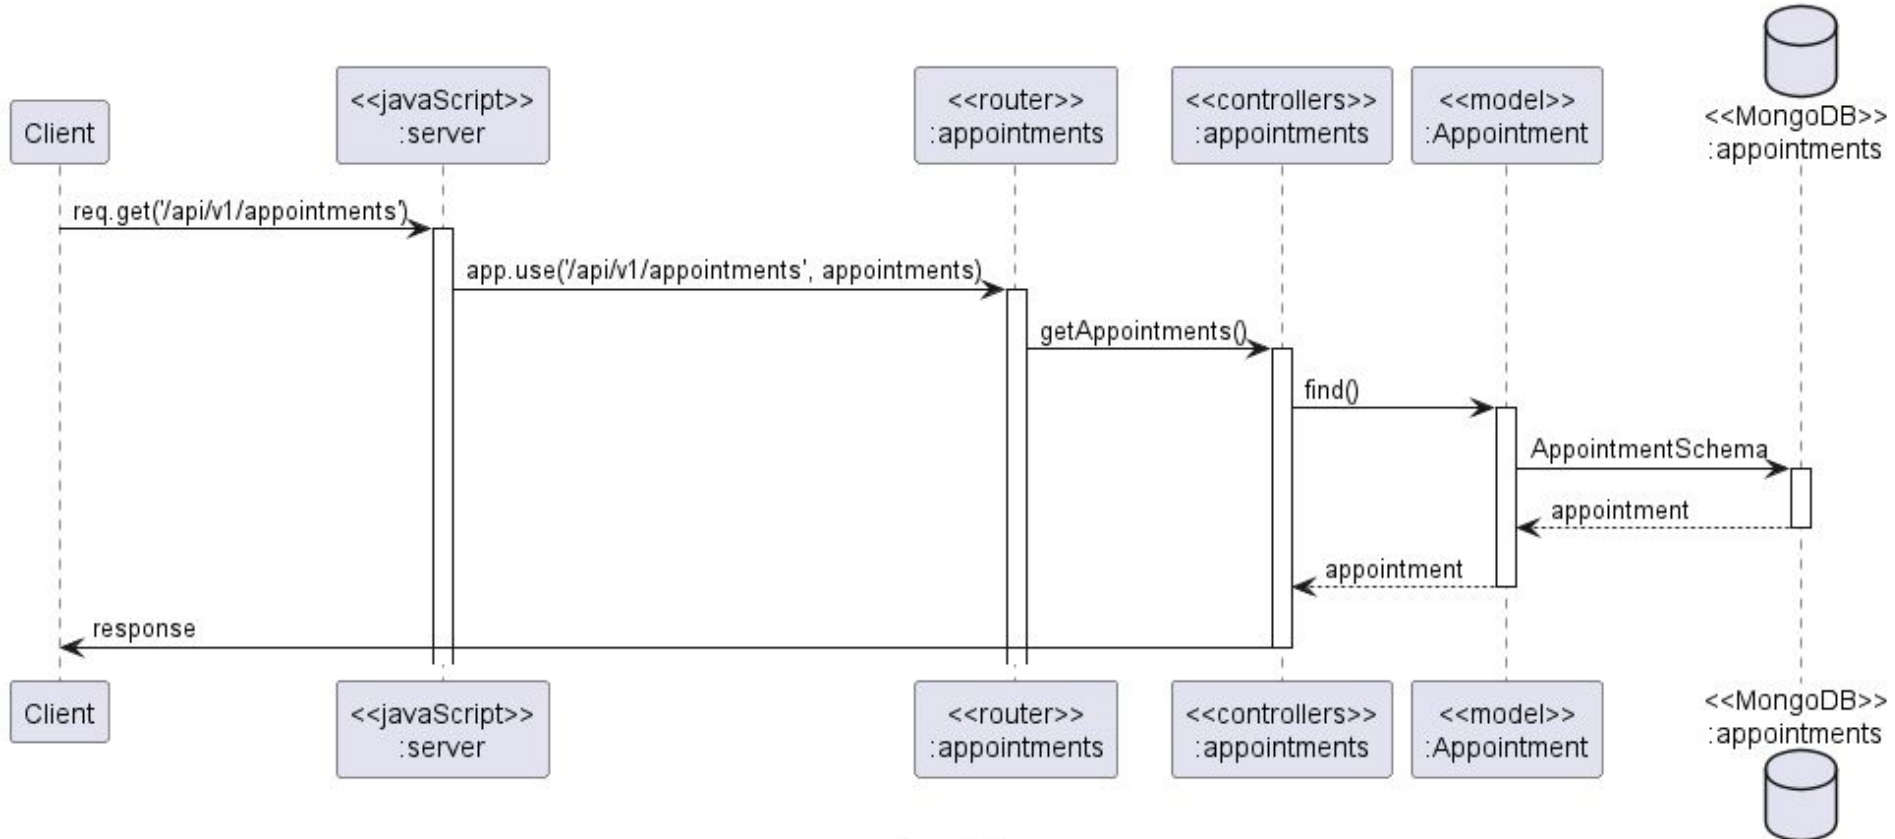 <<MongoDB>>
:appointments
Client
<<javaScript>>
:server
<<router>>
:appointments
<<controllers>>
:appointments
<<model>>
:Appointment
req.get('/api/v1/appointments')
app.use('/api/v1/appointments', appointments)
getAppointments()
find()
AppointmentSchema
appointment
appointment
response
Client
<<javaScript>>
:server
<<router>>
:appointments
<<controllers>>
:appointments
<<model>>
:Appointment
<<MongoDB>>
:appointments